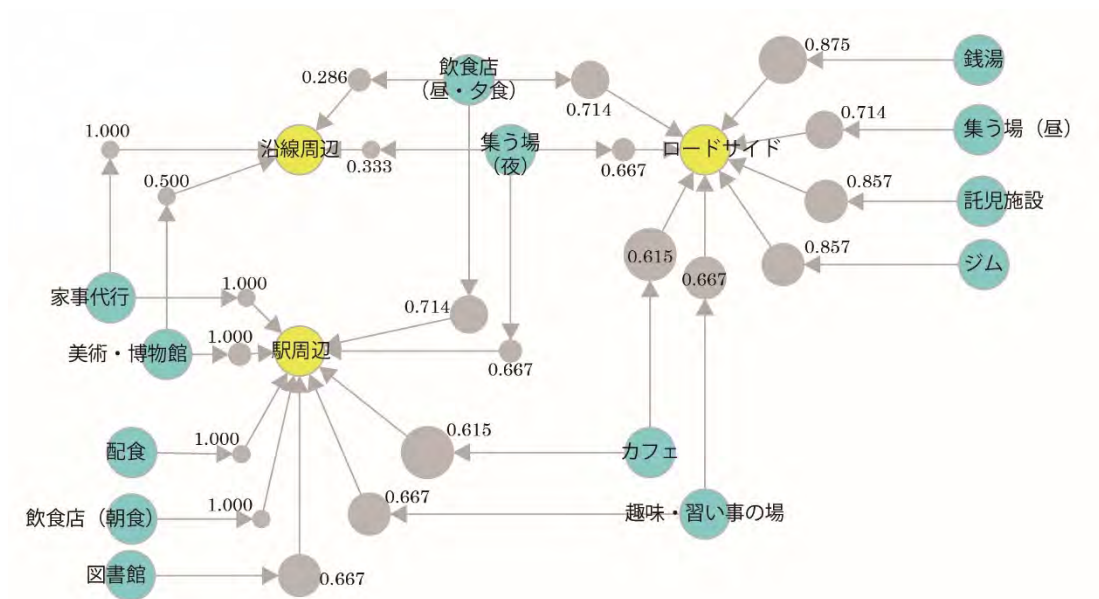 0.875
銭湯
飲食店
(昼・夕食)
0.286
0.714
0.714
集う場(昼)
1.000
沿線周辺
0.333
集う場
(夜)
0.667
ロードサイド
0.500
0.857
託児施設
0.615
0.667
0.857
ジム
家事代行
1.000
0.714
美術・博物館
1.000
駅周辺
0.667
配食
1.000
0.615
カフェ
飲食店(朝食)
1.000
0.667
趣味・習い事の場
図書館
0.667